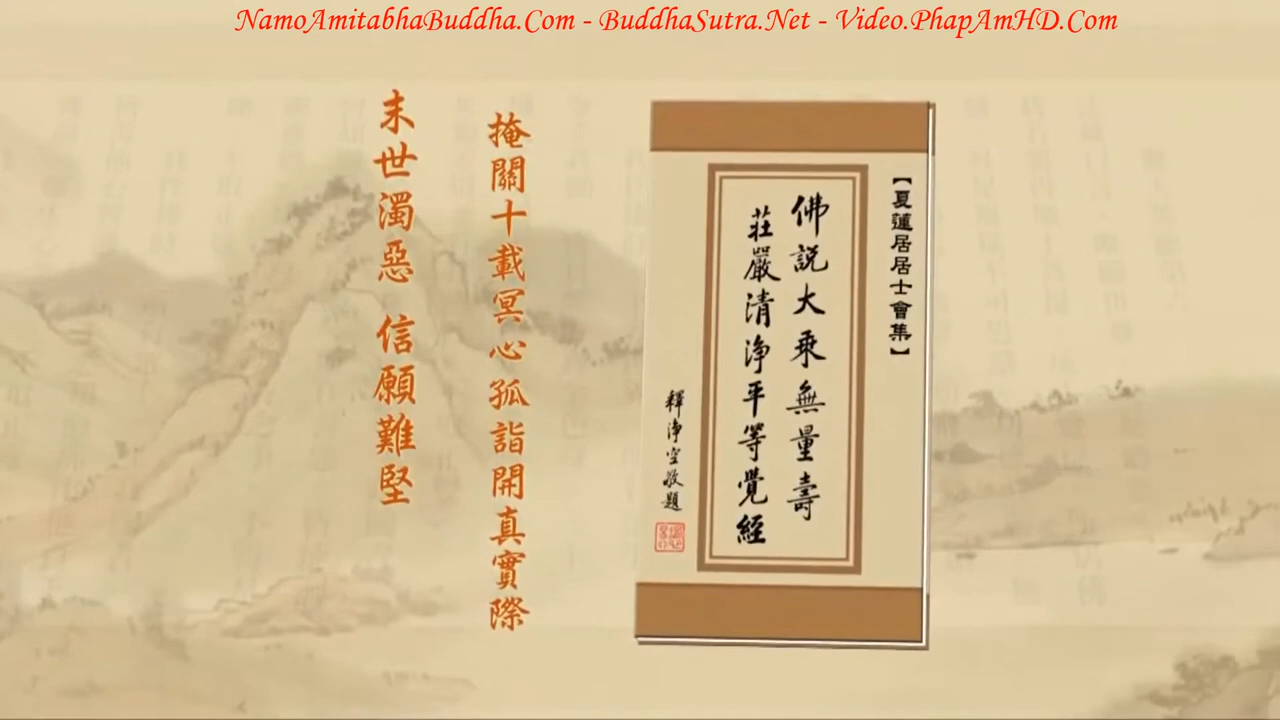 NamoAmitabhaBuddha.Com - BuddhaSutra.Net - Video.PhapAmHD.Com
【夏蓮居居士會集】
佛説大乘無量壽
莊嚴清淨平等覺經
釋淨空敬題
掩關十載冥心孤詣開真實際
末世濁惡 信願難堅